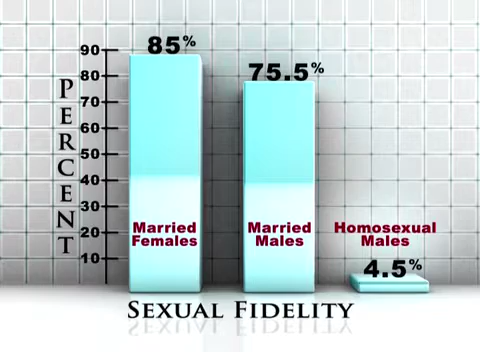 85%
75.5%
90
80
70
60
50
40
30
20
10
PERCENT
Married
Females
Married
Males
Homosexual
Males
4.5%
SEXUAL FIDELITY